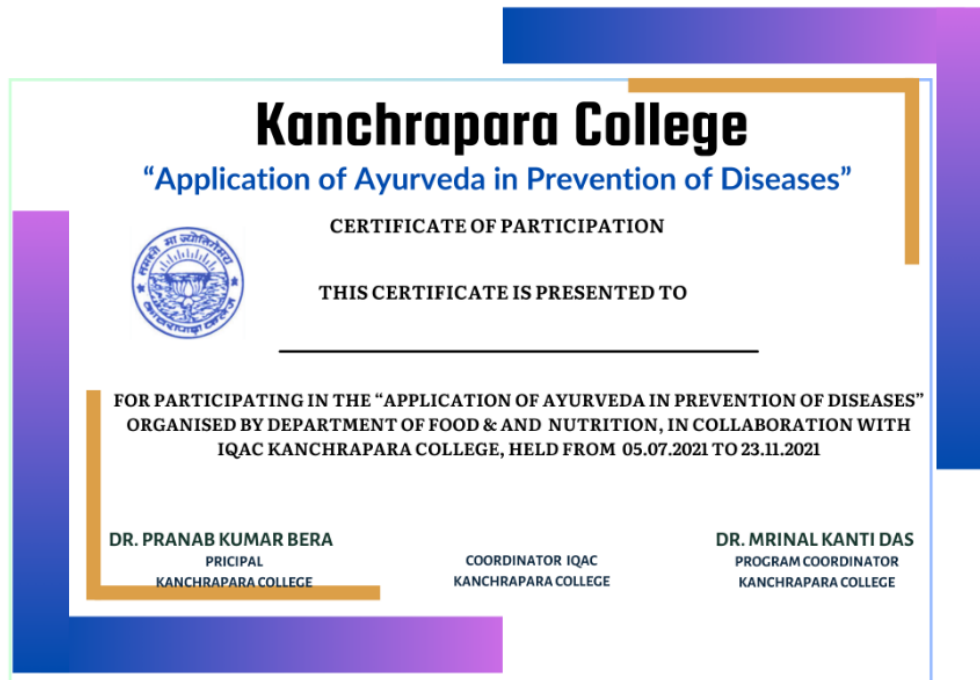 Kanchrapara College
“Application of Ayurveda in Prevention of Diseases”
CERTIFICATE OF PARTICIPATION
तमसो मा ज्योतिर्गमय
THIS CERTIFICATE IS PRESENTED TO
FOR PARTICIPATING IN THE “APPLICATION OF AYURVEDA IN PREVENTION OF DISEASES”
ORGANISED BY DEPARTMENT OF FOOD & AND NUTRITION, IN COLLABORATION WITH
IQAC KANCHRAPARA COLLEGE, HELD FROM 05.07.2021 TO 23.11.2021
DR. PRANAB KUMAR BERA
PRICIPAL
KANCHRAPARA COLLEGE
COORDINATOR IQAC
KANCHRAPARA COLLEGE
DR. MRINAL KANTI DAS
PROGRAM COORDINATOR
KANCHRAPARA COLLEGE